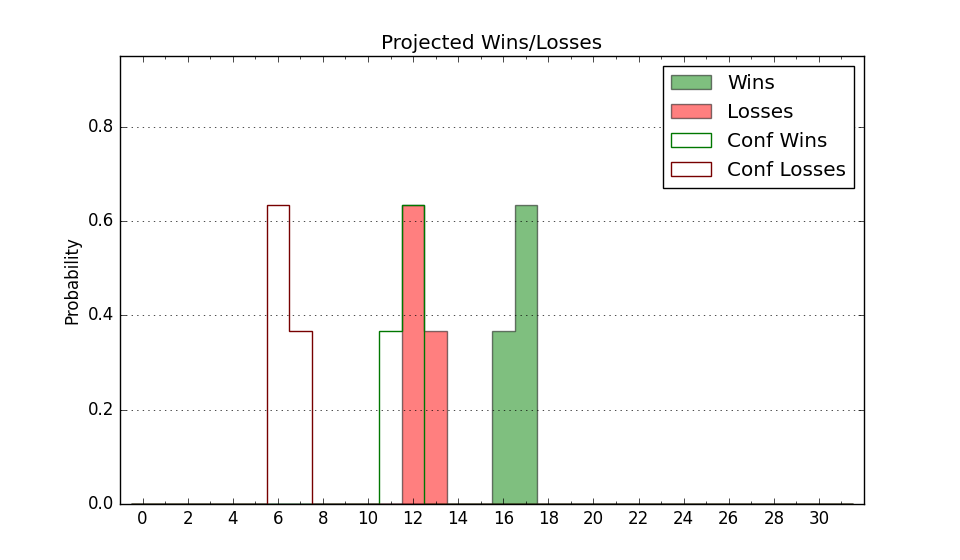 Projected Wins/Losses
Wins
Losses
Conf Wins
Conf Losses
Probability
0.8
0.6
0.4
0.2
0.0
0 2 4 6 8 10 12 14 16 18 20 22 24 26 28 30